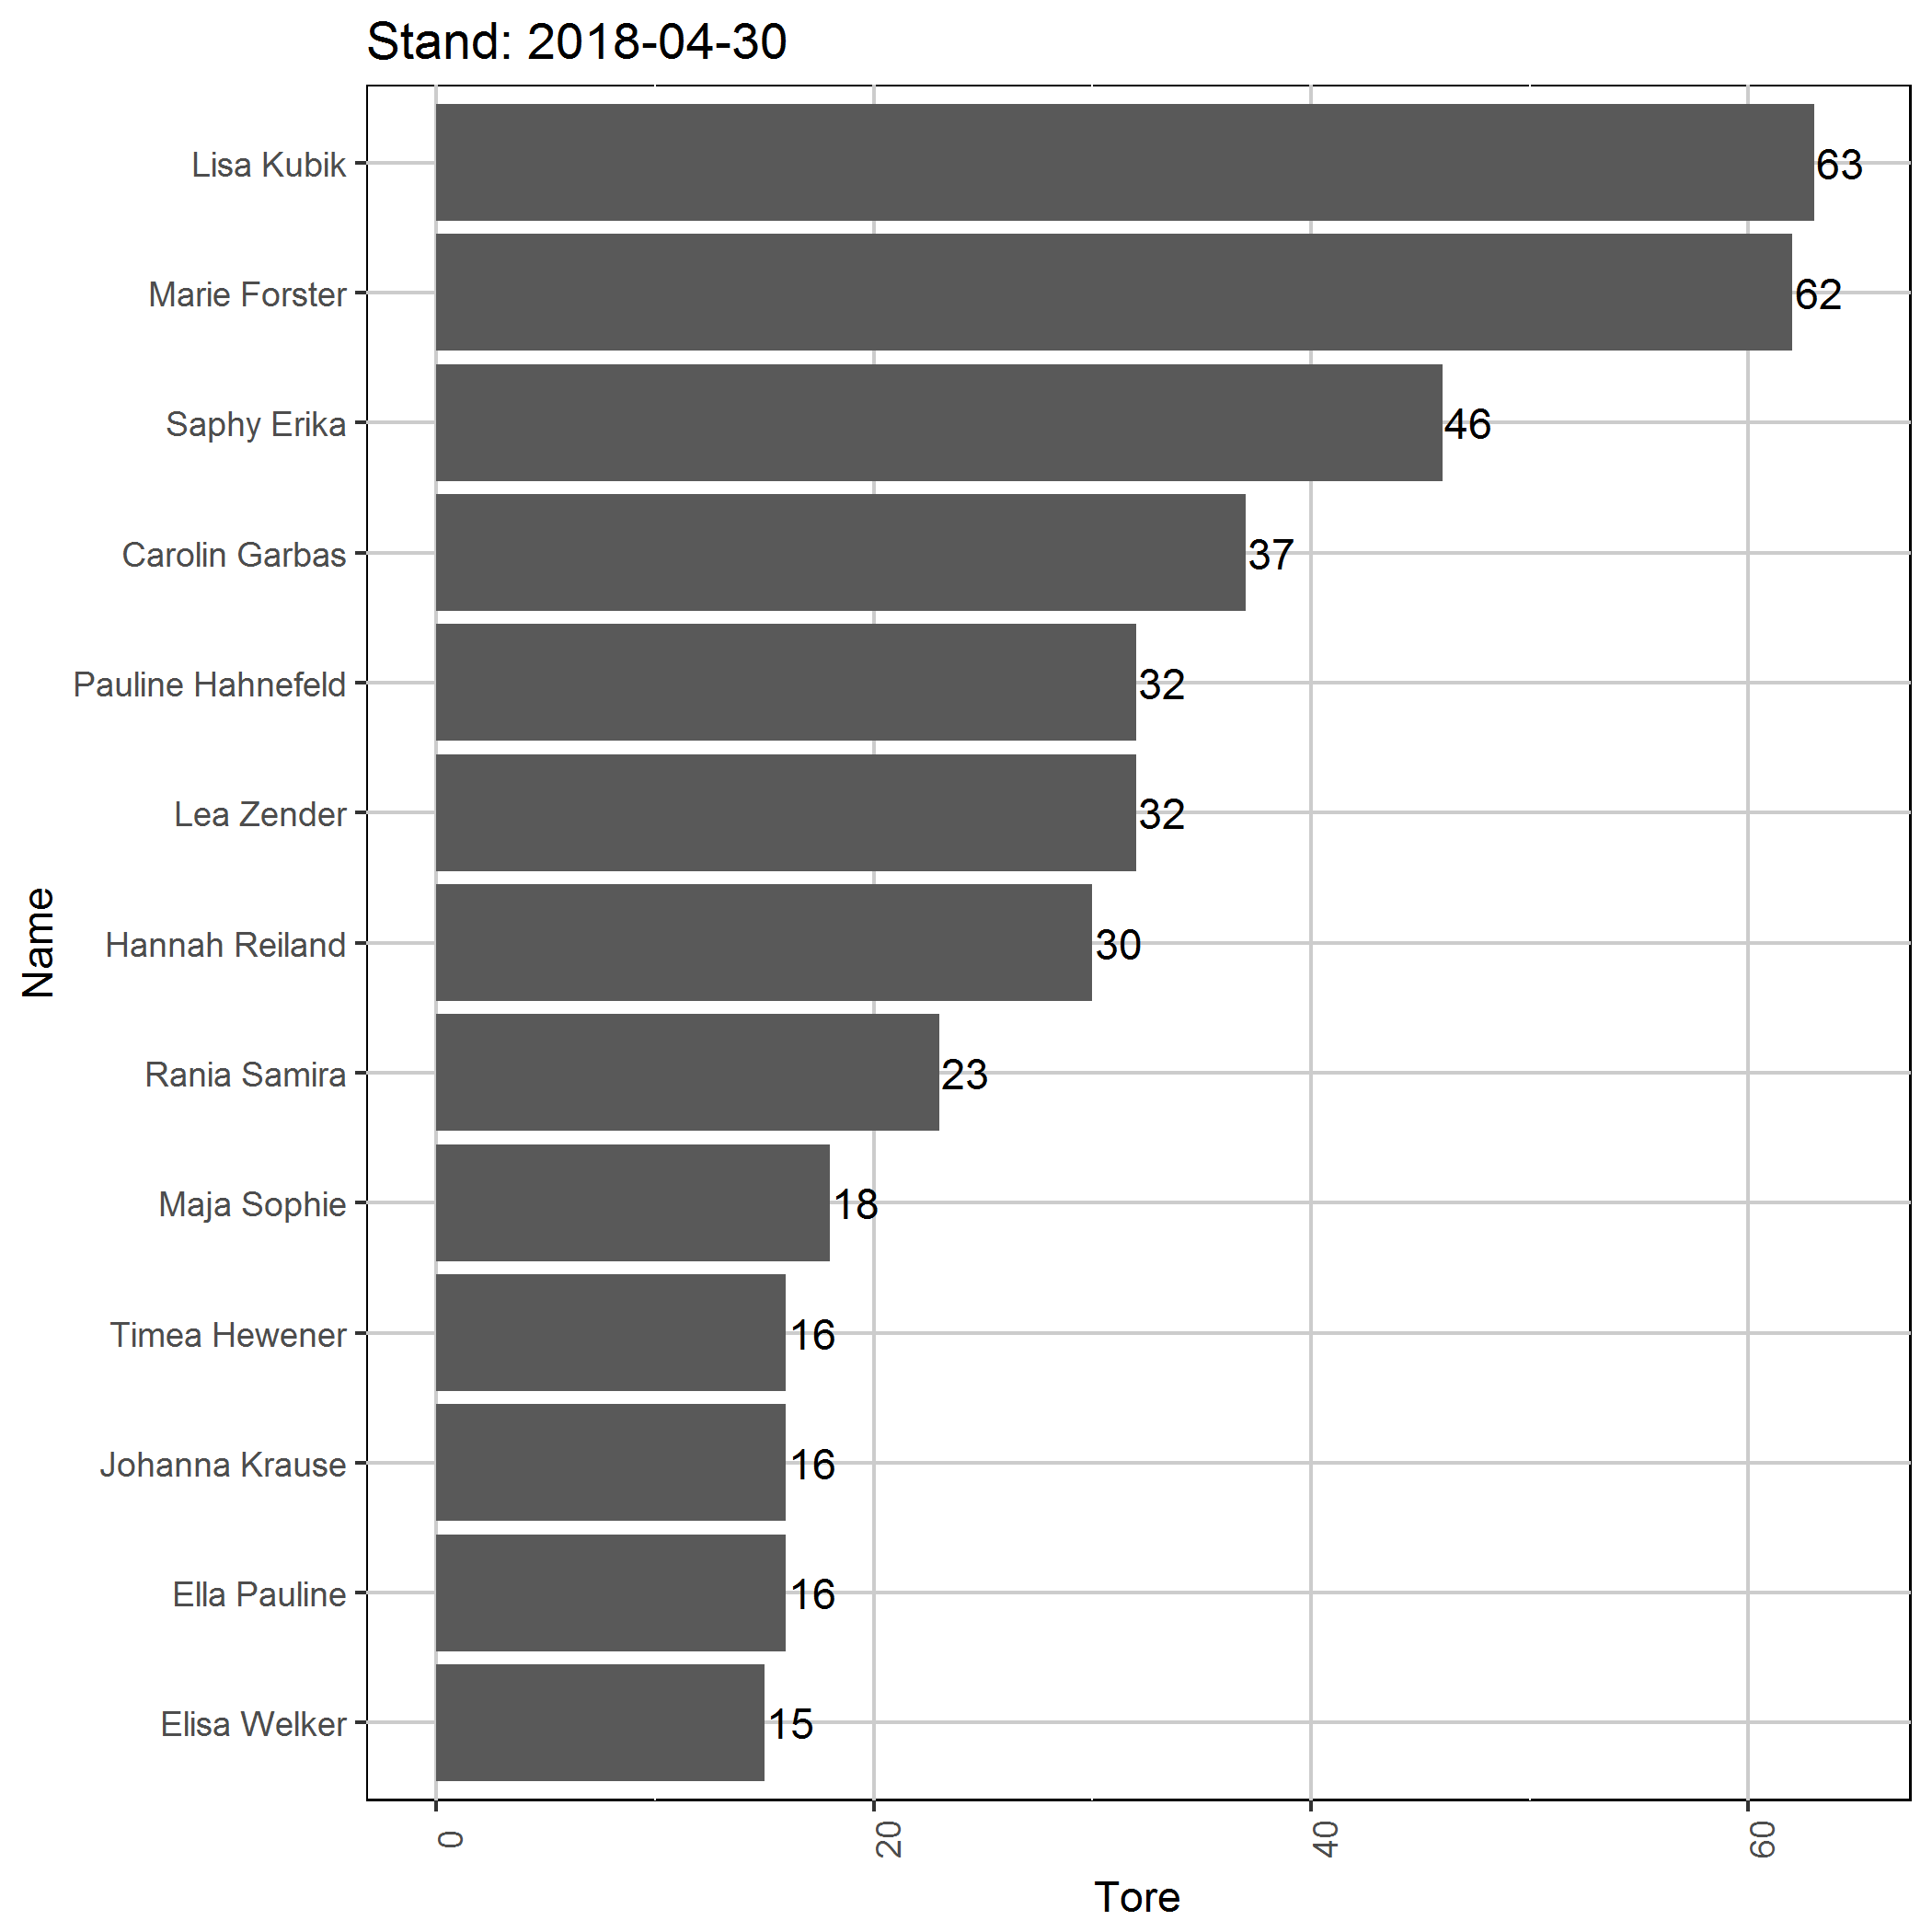 Stand: 2018-04-30
Name
Lisa Kubik 63
Marie Forster 62
Saphy Erika 46
Carolin Garbas 37
Pauline Hahnefeld 32
Lea Zender 32
Hannah Reiland 30
Rania Samira 23
Maja Sophie 18
Timea Hewener 16
Johanna Krause 16
Ella Pauline 16
Elisa Welker 15
0 20 40 60
Tore